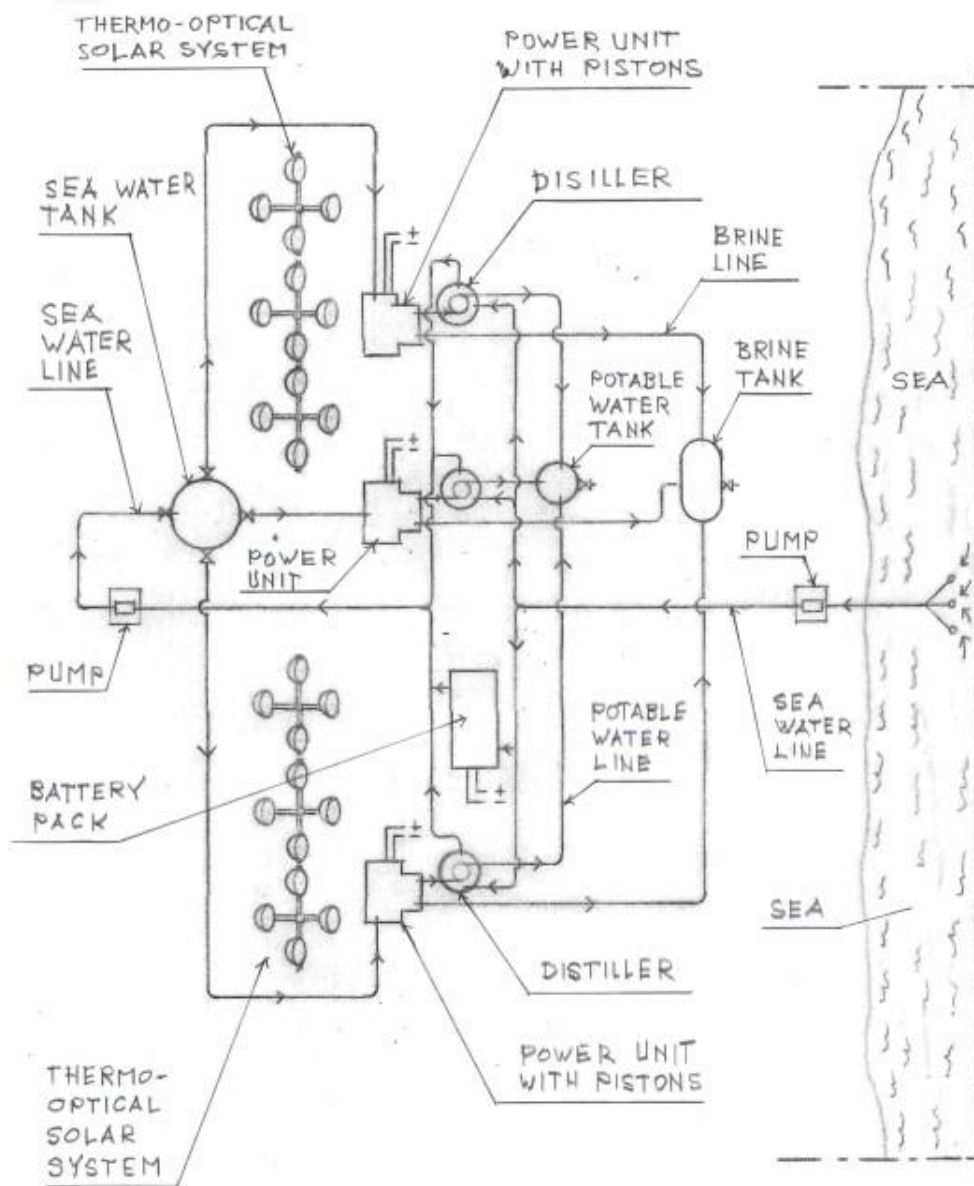 THERMO-OPTICAL
SOLAR SYSTEM
POWER UNIT
WITH PISTONS
SEA WATER
TANK
DISILLER
BRINE
LINE
SEA
WATER
LINE
BRINE
TANK
SEA
POTABLE
WATER
TANK
POWER
UNIT
PUMP
PUMP
SEA
WATER
LINE
POTABLE
WATER
LINE
BATTERY
PACK
SEA
DISTILLER
POWER UNIT
WITH PISTONS
THERMO-
OPTICAL
SOLAR
SYSTEM
±
±
±
±